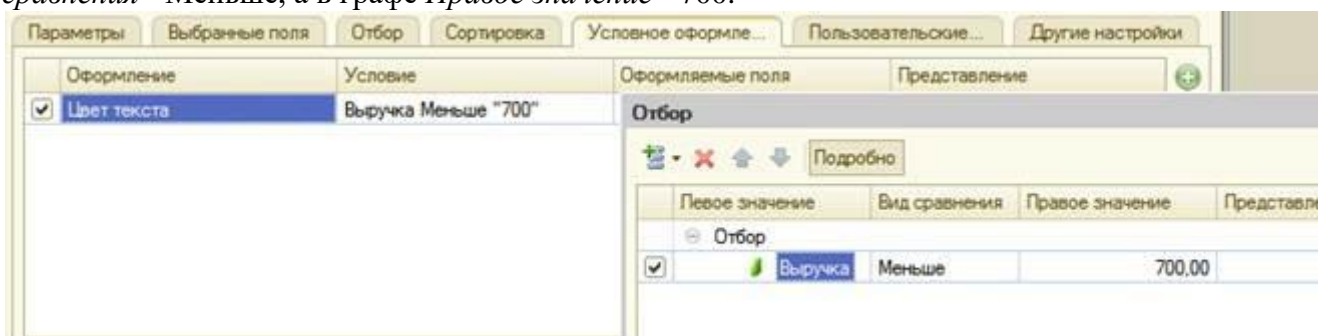 сравнения - Меньше, а в графе Правое значение - 700.
Параметры Выбранные поля Отбор Сортировка Условное оформле... Пользовательские... Другие настройки
Оформление Условие Оформляемые поля Представление
Цвет текста Выручка Меньше "700"
Отбор
Подробно
Левое значение Вид сравнения Правое значение Представле
Отбор
Выручка Меньше 700,00